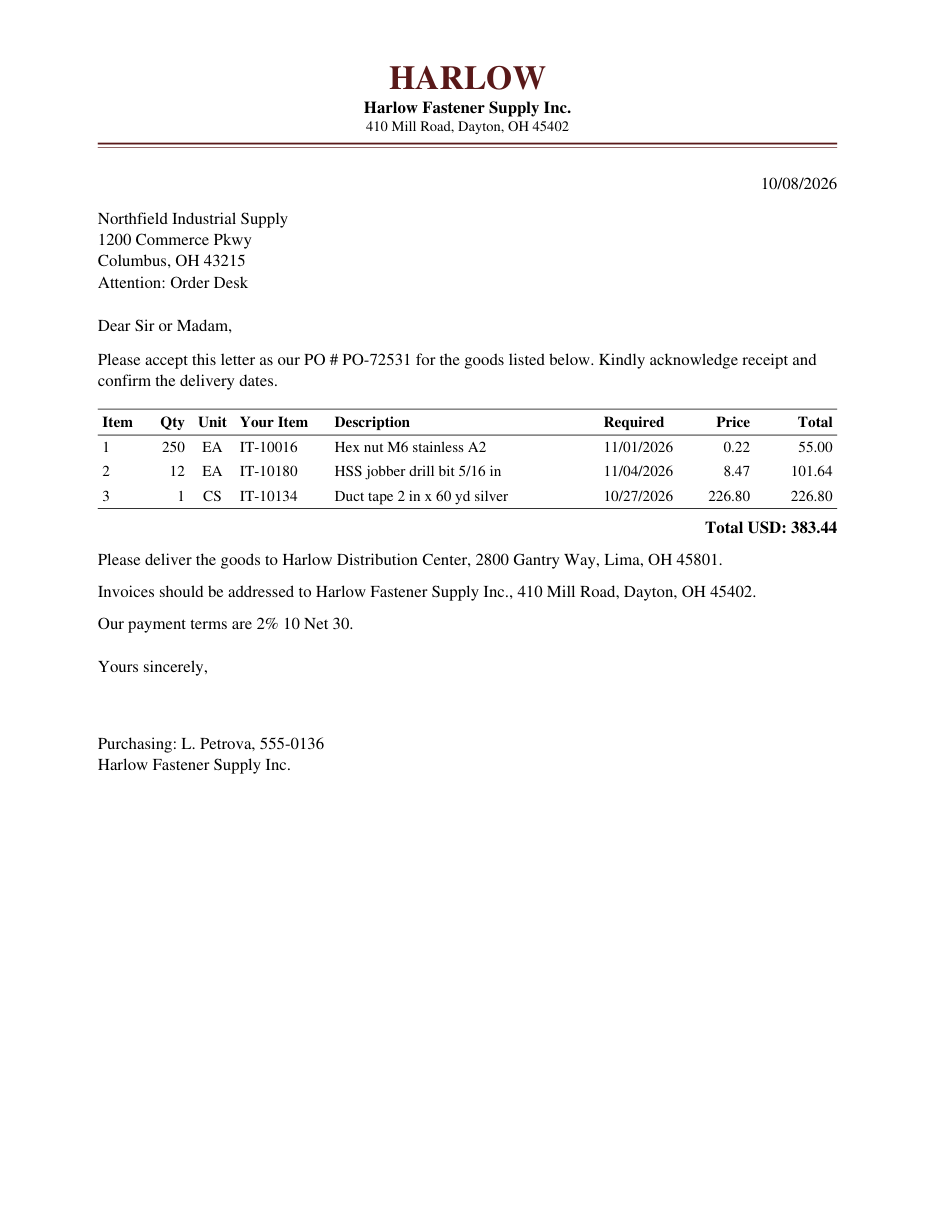 HARLOW
Harlow Fastener Supply Inc.
410 Mill Road, Dayton, OH 45402
10/08/2026
Northfield Industrial Supply
1200 Commerce Pkwy
Columbus, OH 43215
Attention: Order Desk
Dear Sir or Madam,
Please accept this letter as our PO # PO-72531 for the goods listed below. Kindly acknowledge receipt and
confirm the delivery dates.
Item Qty Unit Your Item Description Required Price Total
1 250 EA IT-10016 Hex nut M6 stainless A2 11/01/2026 0.22 55.00
2 12 EA IT-10180 HSS jobber drill bit 5/16 in 11/04/2026 8.47 101.64
3 1 CS IT-10134 Duct tape 2 in x 60 yd silver 10/27/2026 226.80 226.80
Total USD: 383.44
Please deliver the goods to Harlow Distribution Center, 2800 Gantry Way, Lima, OH 45801.
Invoices should be addressed to Harlow Fastener Supply Inc., 410 Mill Road, Dayton, OH 45402.
Our payment terms are 2% 10 Net 30.
Yours sincerely,
Purchasing: L. Petrova, 555-0136
Harlow Fastener Supply Inc.